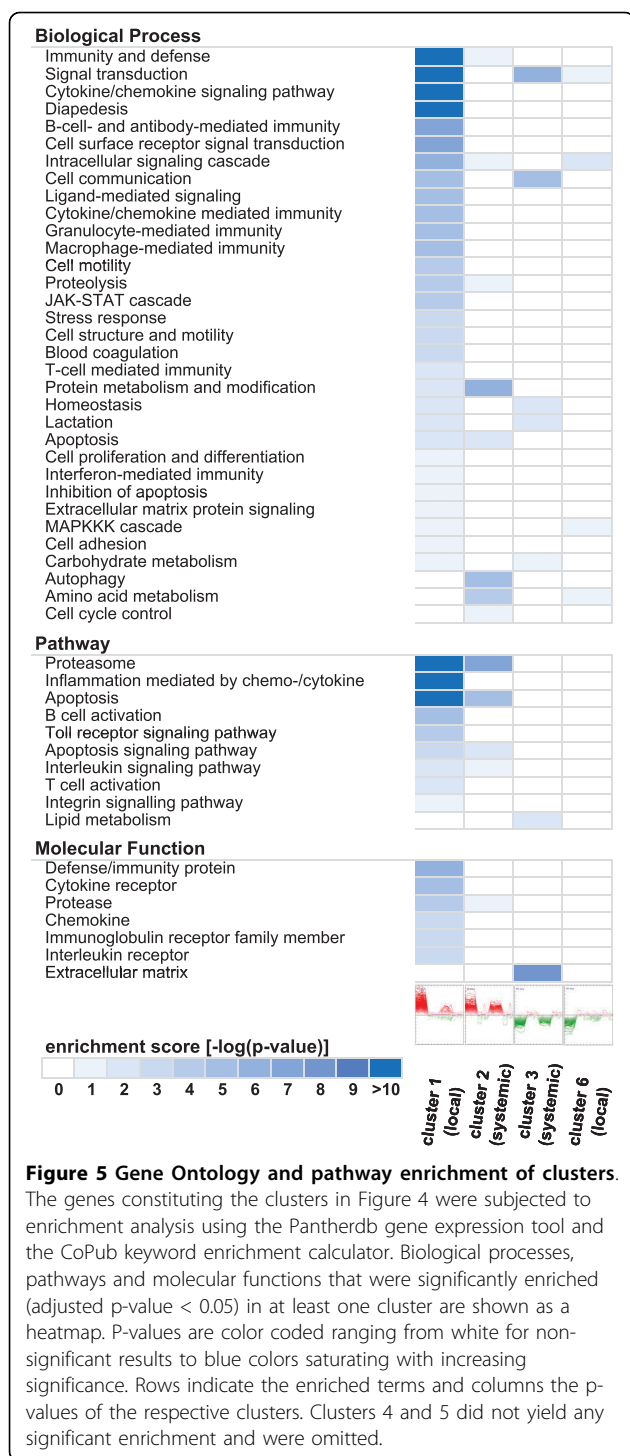 Biological Process
Immunity and defense
Signal transduction
Cytokine/chemokine signaling pathway
Diapedesis
B-cell- and antibody-mediated immunity
Cell surface receptor signal transduction
Intracellular signaling cascade
Cell communication
Ligand-mediated signaling
Cytokine/chemokine mediated immunity
Granulocyte-mediated immunity
Macrophage-mediated immunity
Cell motility
Proteolysis
JAK-STAT cascade
Stress response
Cell structure and motility
Blood coagulation
T-cell mediated immunity
Protein metabolism and modification
Homeostasis
Lactation
Apoptosis
Cell proliferation and differentiation
Interferon-mediated immunity
Inhibition of apoptosis
Extracellular matrix protein signaling
MAPKKK cascade
Cell adhesion
Carbohydrate metabolism
Autophagy
Amino acid metabolism
Cell cycle control
Pathway
Proteasome
Inflammation mediated by chemo-/cytokine
Apoptosis
B cell activation
Toll receptor signaling pathway
Apoptosis signaling pathway
Interleukin signaling pathway
T cell activation
Integrin signalling pathway
Lipid metabolism
Molecular Function
Defense/immunity protein
Cytokine receptor
Protease
Chemokine
Immunoglobulin receptor family member
Interleukin receptor
Extracellular matrix
enrichment score [-log(p-value)]
0 1 2 3 4 5 6 7 8 9 >10
cluster 1
(local)
cluster 2
(systemic)
cluster 3
(systemic)
cluster 6
(local)
Figure 5 Gene Ontology and pathway enrichment of clusters.
The genes constituting the clusters in Figure 4 were subjected to
enrichment analysis using the Pantherdb gene expression tool and
the CoPub keyword enrichment calculator. Biological processes,
pathways and molecular functions that were significantly enriched
(adjusted p-value < 0.05) in at least one cluster are shown as a
heatmap. P-values are color coded ranging from white for non-
significant results to blue colors saturating with increasing
significance. Rows indicate the enriched terms and columns the p-
values of the respective clusters. Clusters 4 and 5 did not yield any
significant enrichment and were omitted.